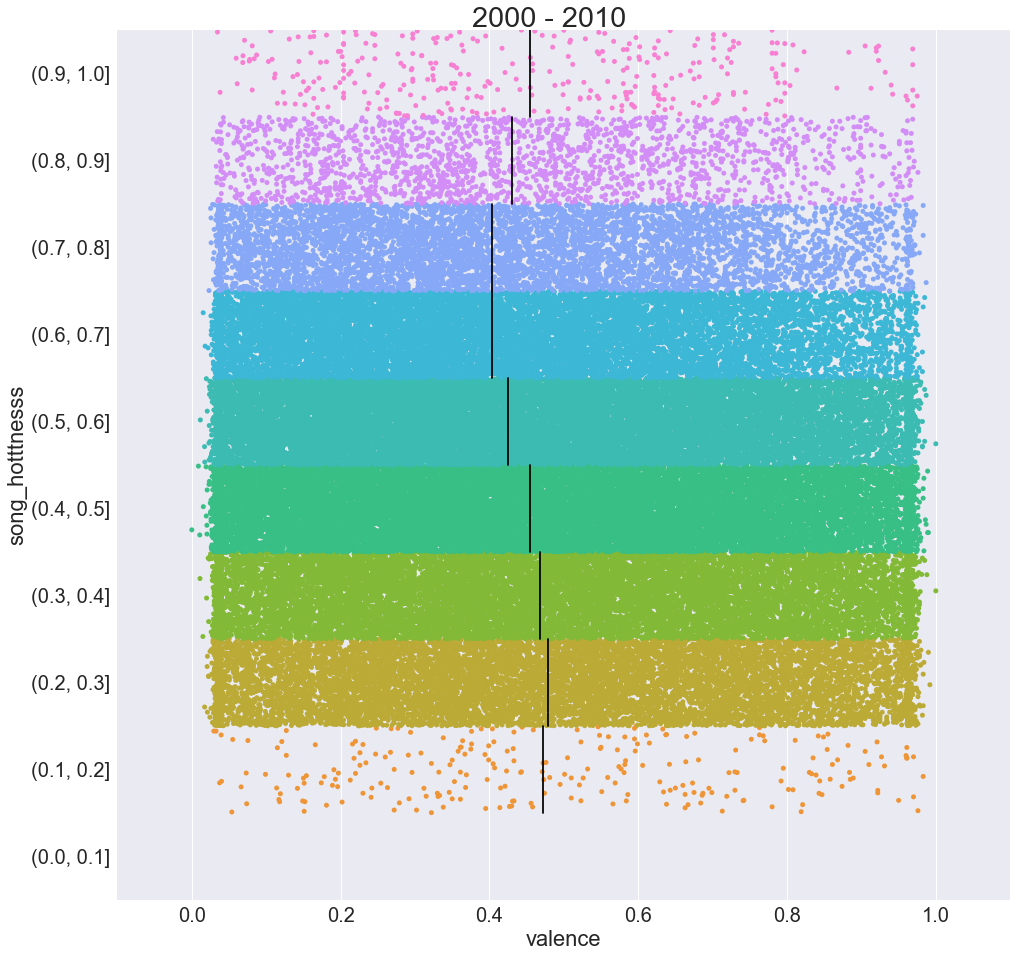 2000 - 2010
(0.9, 1.0]
(0.8, 0.9]
(0.7, 0.8]
(0.6, 0.7]
(0.5, 0.6]
(0.4, 0.5]
(0.3, 0.4]
(0.2, 0.3]
(0.1, 0.2]
(0.0, 0.1]
song_hotttnesss
0.0 0.2 0.4 0.6 0.8 1.0
valence